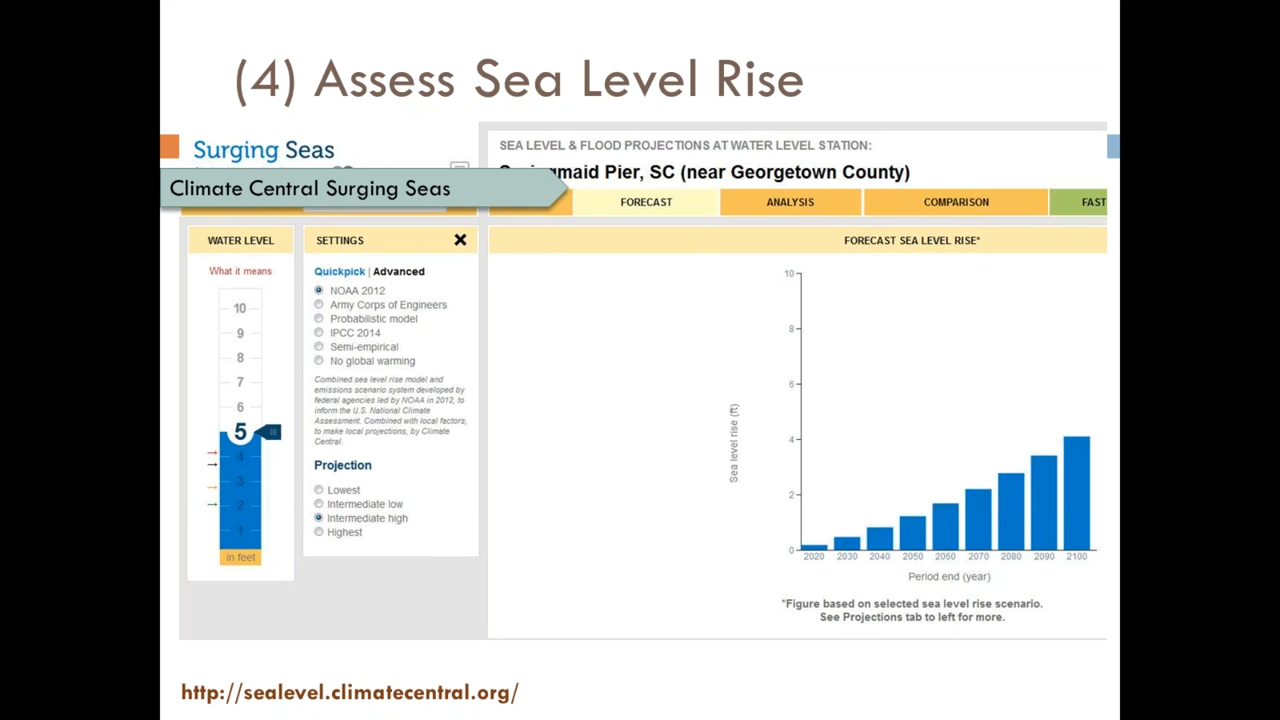 (4) Assess Sea Level Rise
Surging Seas
Climate Central Surging Seas
SEA LEVEL & FLOOD PROJECTIONS AT WATER LEVEL STATION:
Pier, SC (near Georgetown County)
FORECAST
ANALYSIS
COMPARISON
FAST
WATER LEVEL
What it means
10
9
8
7
6
5
4
3
2
1
in feet
SETTINGS
Quickpick | Advanced
NOAA 2012
Army Corps of Engineers
Probabilistic model
IPCC 2014
Semi-empirical
No global warming
Combined sea level rise model and
emissions scenario system developed by
federal agencies led by NOAA in 2012, to
inform the U.S. National Climate
Assessment. Combined with local factors,
to make local projections, by Climate
Central.
Projection
Lowest
Intermediate low
Intermediate high
Highest
FORECAST SEA LEVEL RISE*
Sea level rise (ft)
10
8
6
4
2
0
2020 2030 2040 2050 2060 2070 2080 2090 2100
Period end (year)
*Figure based on selected sea level rise scenario.
See Projections tab to left for more.
http://sealevel.climatecentral.org/